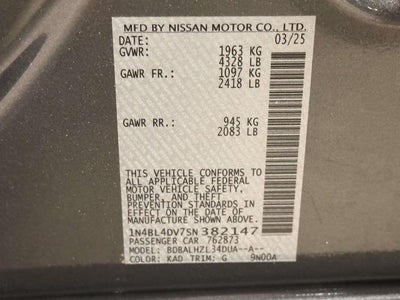 MFD BY NISSAN MOTOR CO., LTD.
DATE: 03/25
GVWR: 1963 KG
4328 LB
GAWR FR.: 1097 KG
2418 LB
GAWR RR.: 945 KG
2083 LB
THIS VEHICLE CONFORMS TO
ALL APPLICABLE FEDERAL
MOTOR VEHICLE SAFETY,
BUMPER, AND THEFT
PREVENTION STANDARDS IN
EFFECT ON THE DATE OF
MANUFACTURE SHOWN ABOVE.
1N4BL4DV7SN382147
PASSENGER CAR 762873
MODEL: BDBALHZL34DUA--A--
COLOR: KAD TRIM: G 9N00A